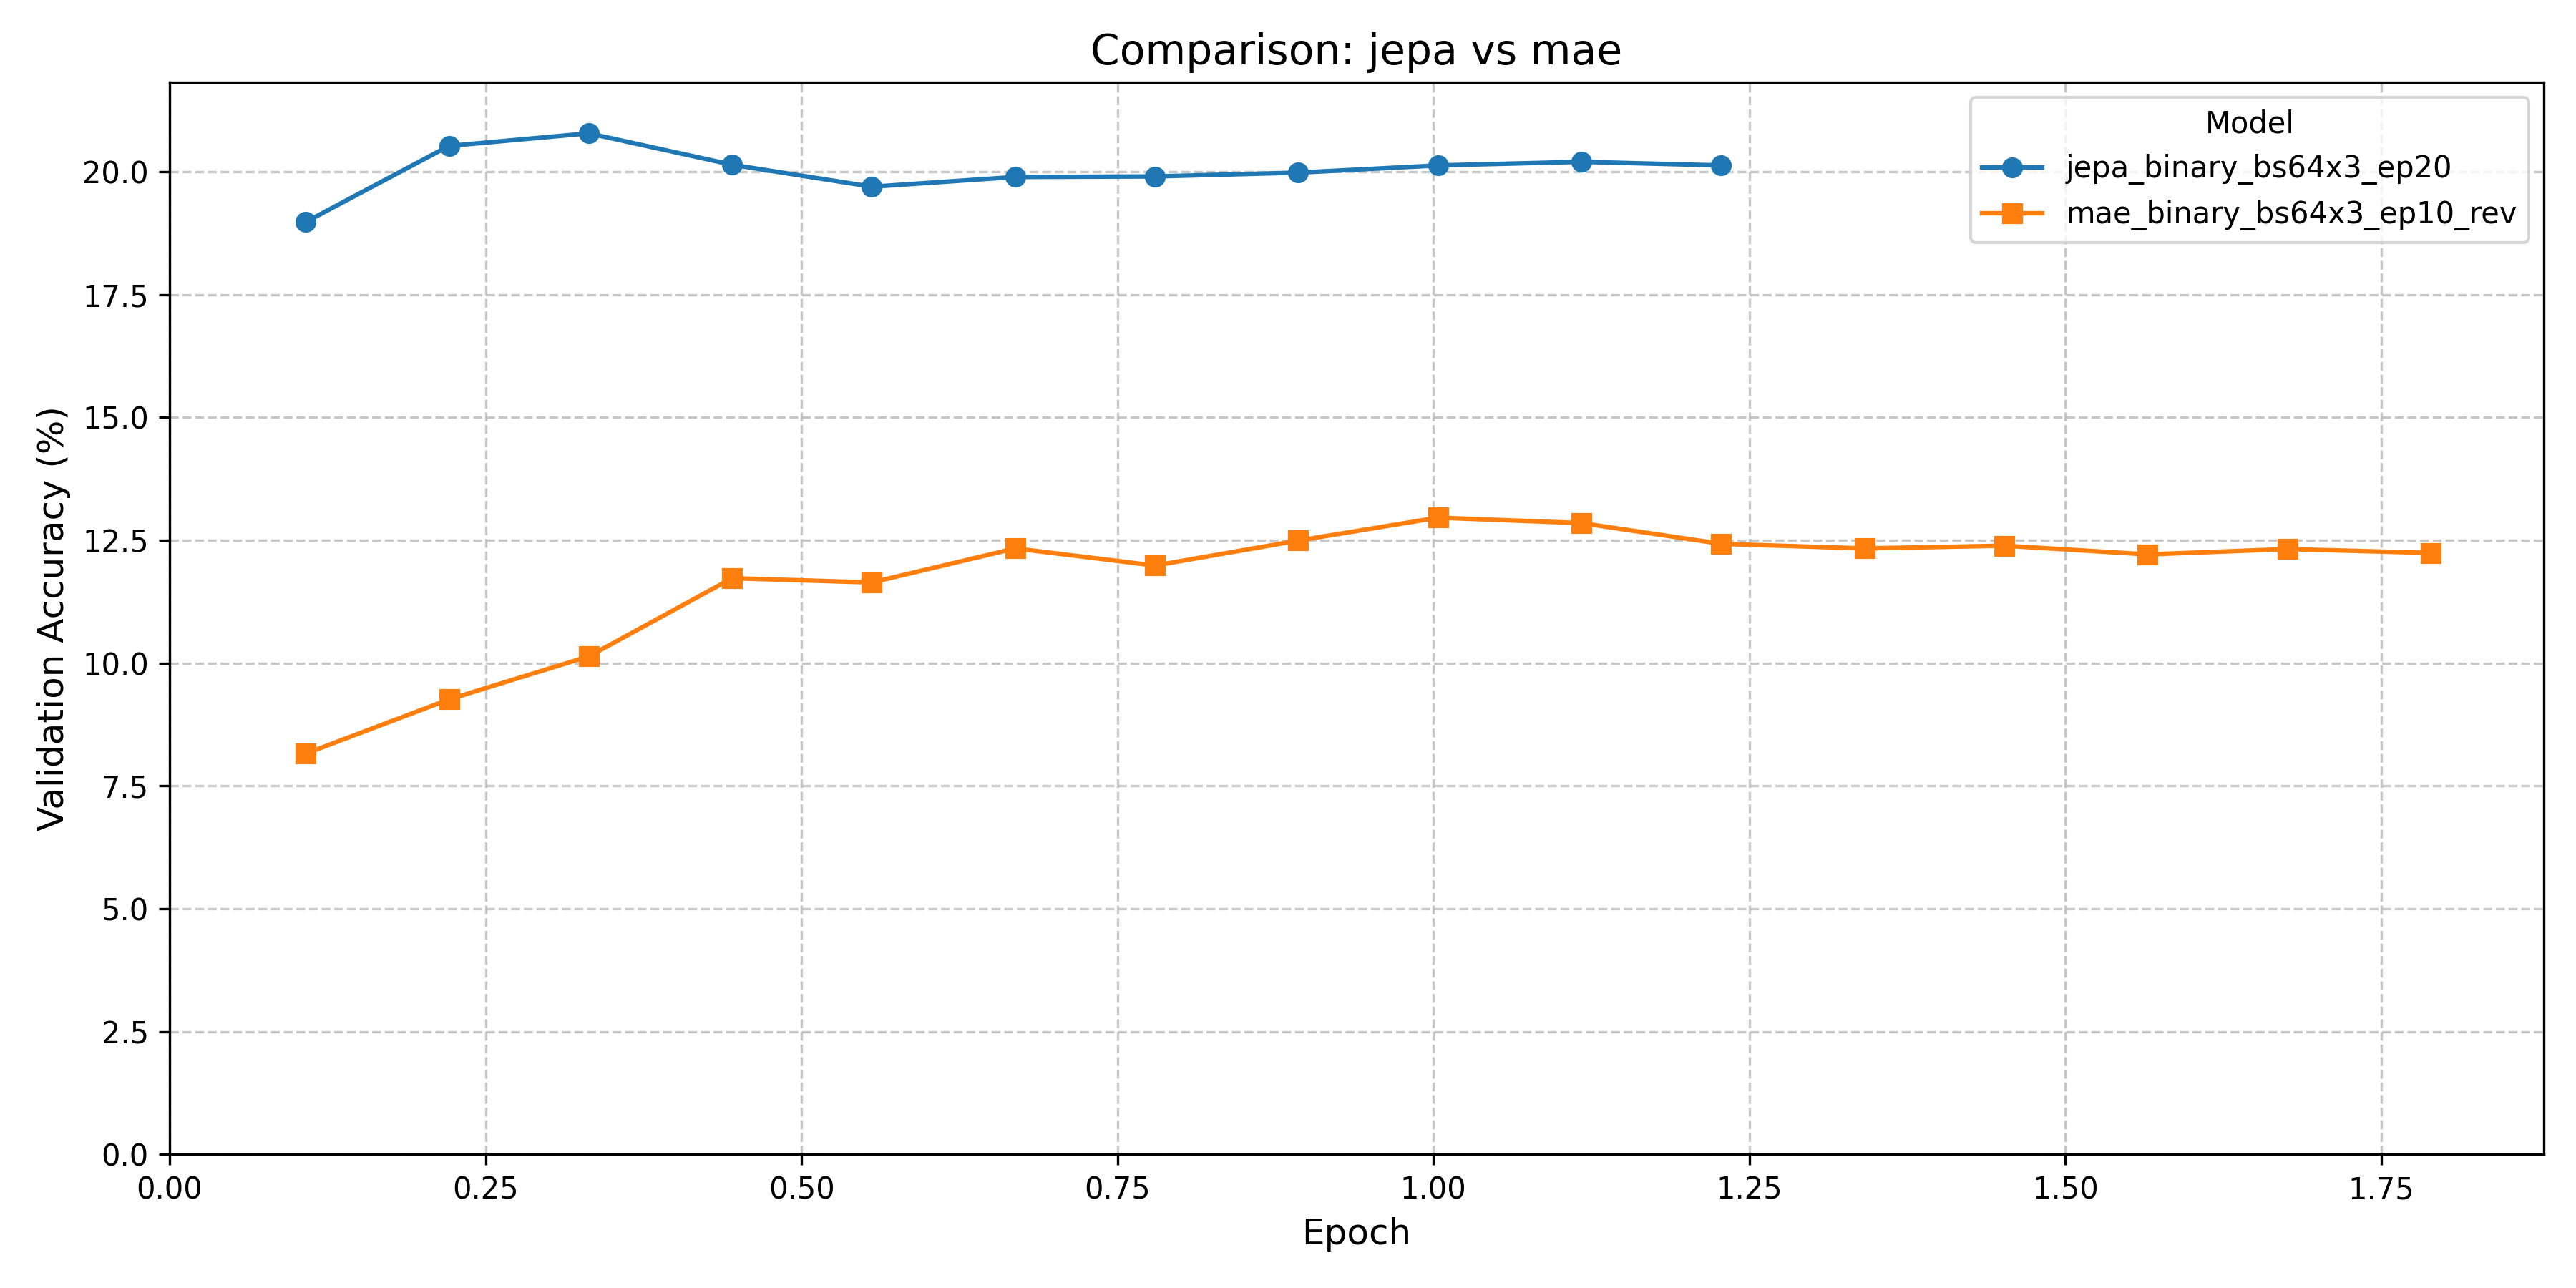 Comparison: jepa vs mae
Model
jepa_binary_bs64x3_ep20
mae_binary_bs64x3_ep10_rev
Validation Accuracy (%)
20.0
17.5
15.0
12.5
10.0
7.5
5.0
2.5
0.0
0.00 0.25 0.50 0.75 1.00 1.25 1.50 1.75
Epoch